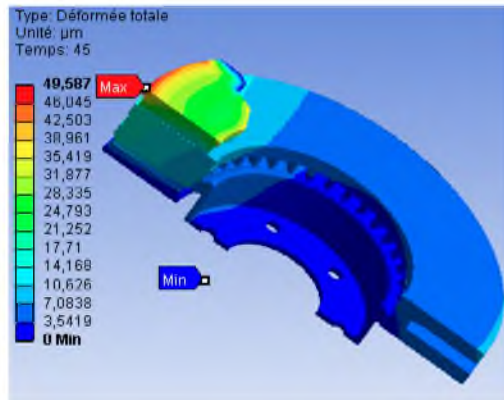 Type: Déformée totale
Unité: µm
Temps: 45
49,587
Max
46,045
42,503
38,961
35,419
31,877
28,335
24,793
21,252
17,71
14,168
Min
10,626
7,0838
3,5419
0 Min